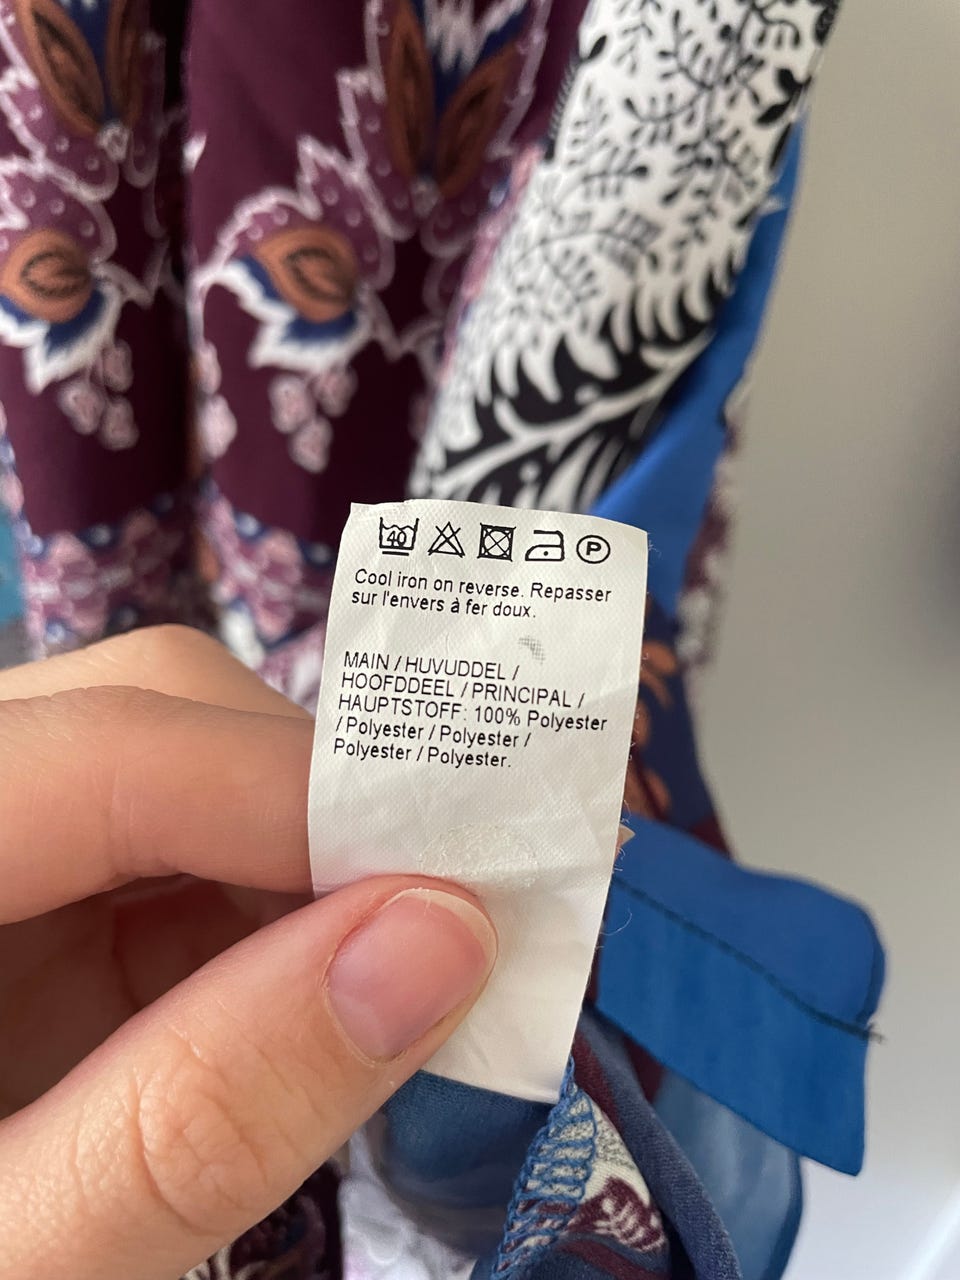 40 P
Cool iron on reverse. Repasser
sur l'envers à fer doux.
MAIN / HUVUDDEL /
HOOFDDEEL / PRINCIPAL /
HAUPTSTOFF: 100% Polyester
/ Polyester / Polyester /
Polyester / Polyester.